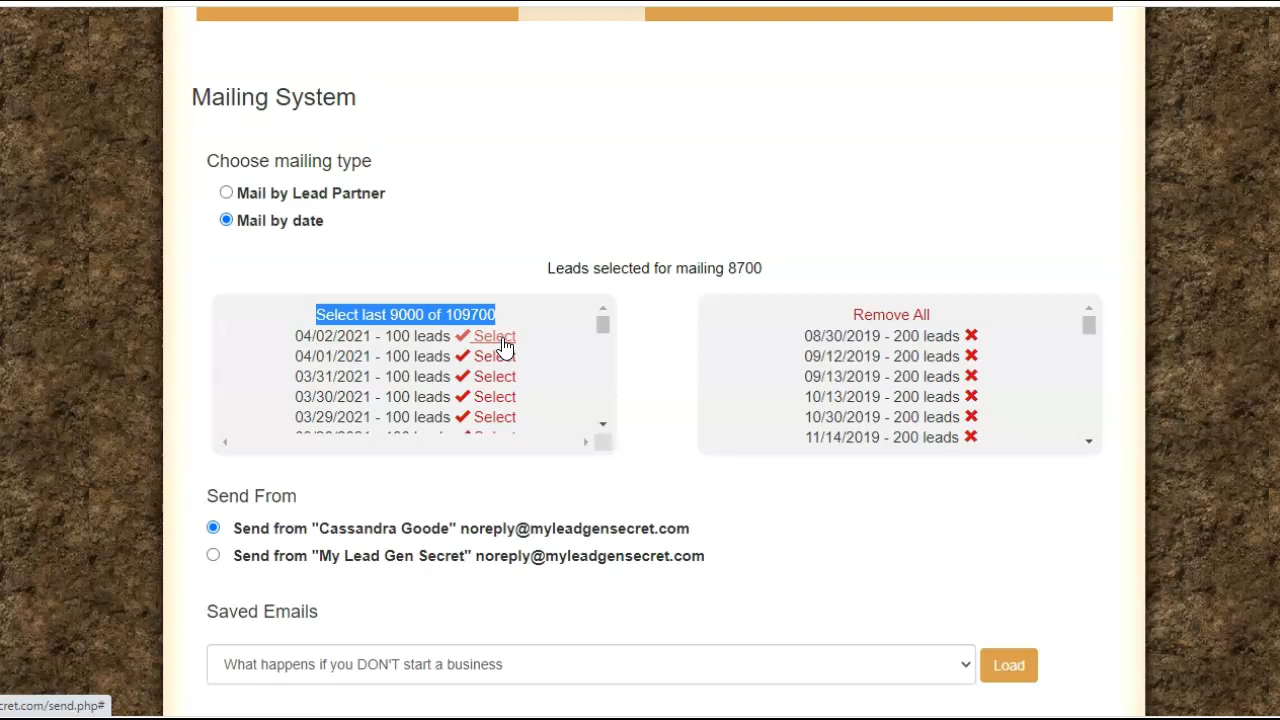 Mailing System
Choose mailing type
Mail by Lead Partner
Mail by date
Leads selected for mailing 8700
Select last 9000 of 109700
04/02/2021 - 100 leads ✔ Select
04/01/2021 - 100 leads ✔ Select
03/31/2021 - 100 leads ✔ Select
03/30/2021 - 100 leads ✔ Select
03/29/2021 - 100 leads ✔ Select
Remove All
08/30/2019 - 200 leads ✖
09/12/2019 - 200 leads ✖
09/13/2019 - 200 leads ✖
10/13/2019 - 200 leads ✖
10/30/2019 - 200 leads ✖
11/14/2019 - 200 leads ✖
Send From
Send from "Cassandra Goode" noreply@myleadgensecret.com
Send from "My Lead Gen Secret" noreply@myleadgensecret.com
Saved Emails
What happens if you DON'T start a business
Load
cret.com/send.php#